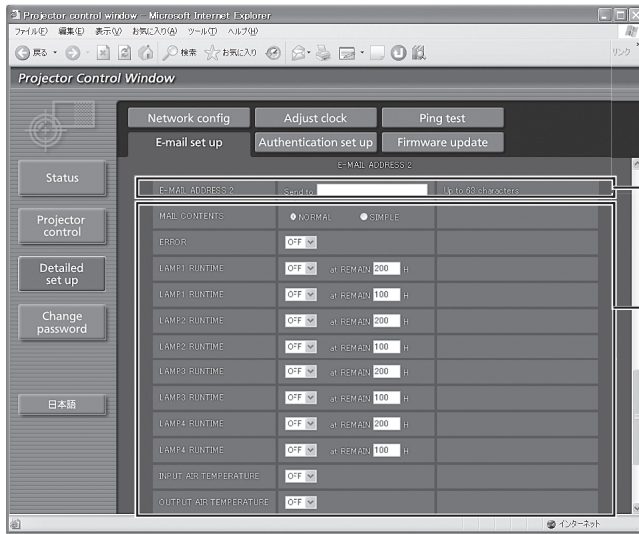 Projector control window - Microsoft Internet Explorer
ファイル(F) 編集(E) 表示(V) お気に入り(A) ツール(T) ヘルプ(H)
戻る 検索 お気に入り リンク »
Projector Control Window
Network config Adjust clock Ping test
E-mail set up Authentication set up Firmware update
Status
Projector control
Detailed set up
Change password
日本語
E-MAIL ADDRESS 2
E-MAIL ADDRESS 2 Send to Up to 63 characters
MAIL CONTENTS NORMAL SIMPLE
ERROR OFF
LAMP1 RUNTIME OFF at REMAIN 200 H
LAMP1 RUNTIME OFF at REMAIN 100 H
LAMP2 RUNTIME OFF at REMAIN 200 H
LAMP2 RUNTIME OFF at REMAIN 100 H
LAMP3 RUNTIME OFF at REMAIN 200 H
LAMP3 RUNTIME OFF at REMAIN 100 H
LAMP4 RUNTIME OFF at REMAIN 200 H
LAMP4 RUNTIME OFF at REMAIN 100 H
INPUT AIR TEMPERATURE OFF
OUTPUT AIR TEMPERATURE OFF
インターネット